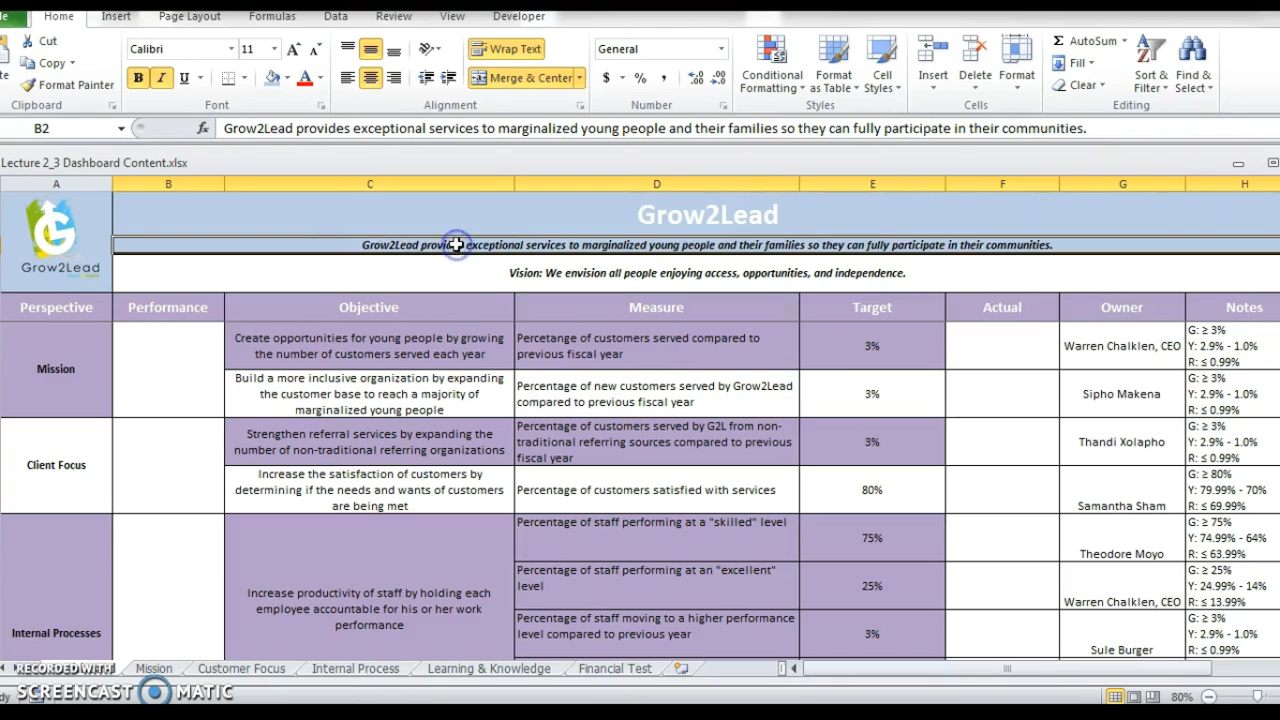 Home Insert Page Layout Formulas Data Review View Developer
Cut
Copy
Format Painter
Clipboard
Calibri 11
B I U
Font
Wrap Text
Merge & Center
Alignment
General
$ % ,
Number
Conditional Formatting
Format as Table
Cell Styles
Styles
Insert Delete Format
Cells
Σ AutoSum
Fill
Clear
Sort & Filter
Find & Select
Editing
B2 fx Grow2Lead provides exceptional services to marginalized young people and their families so they can fully participate in their communities.
Lecture 2_3 Dashboard Content.xlsx
A B C D E F G H
Grow2Lead
Grow2Lead
exceptional services to marginalized young people and their families so they can fully participate in their communities.
Vision: We envision all people enjoying access, opportunities, and independence.
Perspective Performance Objective Measure Target Actual Owner Notes
Mission
Create opportunities for young people by growing
the number of customers served each year
Percetange of customers served compared to
previous fiscal year
3%
Warren Chalklen, CEO
G: ≥ 3%
Y: 2.9% - 1.0%
R: ≤ 0.99%
Build a more inclusive organization by expanding
the customer base to reach a majority of
marginalized young people
Percentage of new customers served by Grow2Lead
compared to previous fiscal year
3%
Sipho Makena
G: ≥ 3%
Y: 2.9% - 1.0%
R: ≤ 0.99%
Client Focus
Strengthen referral services by expanding the
number of non-traditional referring organizations
Percentage of customers served by G2L from non-
traditional referring sources compared to previous
fiscal year
3%
Thandi Xolapho
G: ≥ 3%
Y: 2.9% - 1.0%
R: ≤ 0.99%
Increase the satisfaction of customers by
determining if the needs and wants of customers
are being met
Percentage of customers satisfied with services
80%
Samantha Sham
G: ≥ 80%
Y: 79.99% - 70%
R: ≤ 69.99%
Internal Processes
Increase productivity of staff by holding each
employee accountable for his or her work
performance
Percentage of staff performing at a "skilled" level
75%
Theodore Moyo
G: ≥ 75%
Y: 74.99% - 64%
R: ≤ 63.99%
Percentage of staff performing at an "excellent"
level
25%
Warren Chalklen, CEO
G: ≥ 25%
Y: 24.99% - 14%
R: ≤ 13.99%
Percentage of staff moving to a higher performance
level compared to previous year
3%
Sule Burger
G: ≥ 3%
Y: 2.9% - 1.0%
R: ≤ 0.99%
Mission Customer Focus Internal Process Learning & Knowledge Financial Test
RECORDED WITH
SCREENCAST MATIC
80%